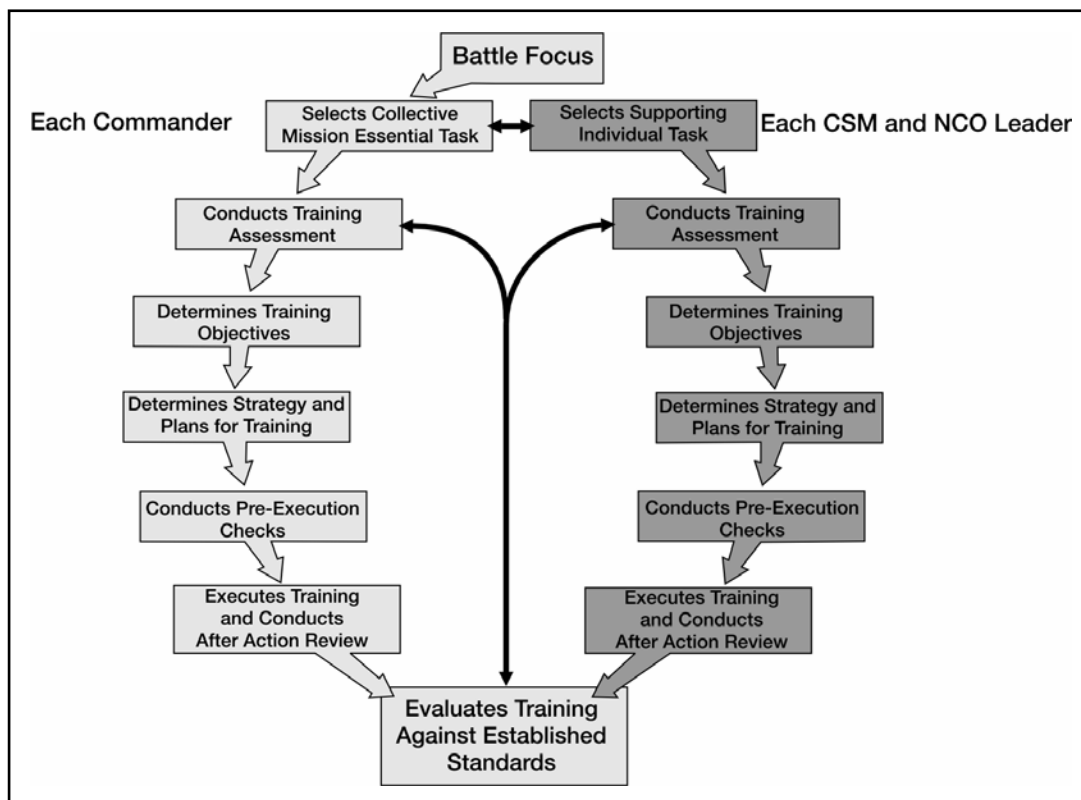 Battle Focus
Each Commander
Selects Collective
Mission Essential Task
Selects Supporting
Individual Task
Each CSM and NCO Leader
Conducts Training
Assessment
Conducts Training
Assessment
Determines Training
Objectives
Determines Training
Objectives
Determines Strategy and
Plans for Training
Determines Strategy and
Plans for Training
Conducts Pre-Execution
Checks
Conducts Pre-Execution
Checks
Executes Training
and Conducts
After Action Review
Executes Training
and Conducts
After Action Review
Evaluates Training
Against Established
Standards